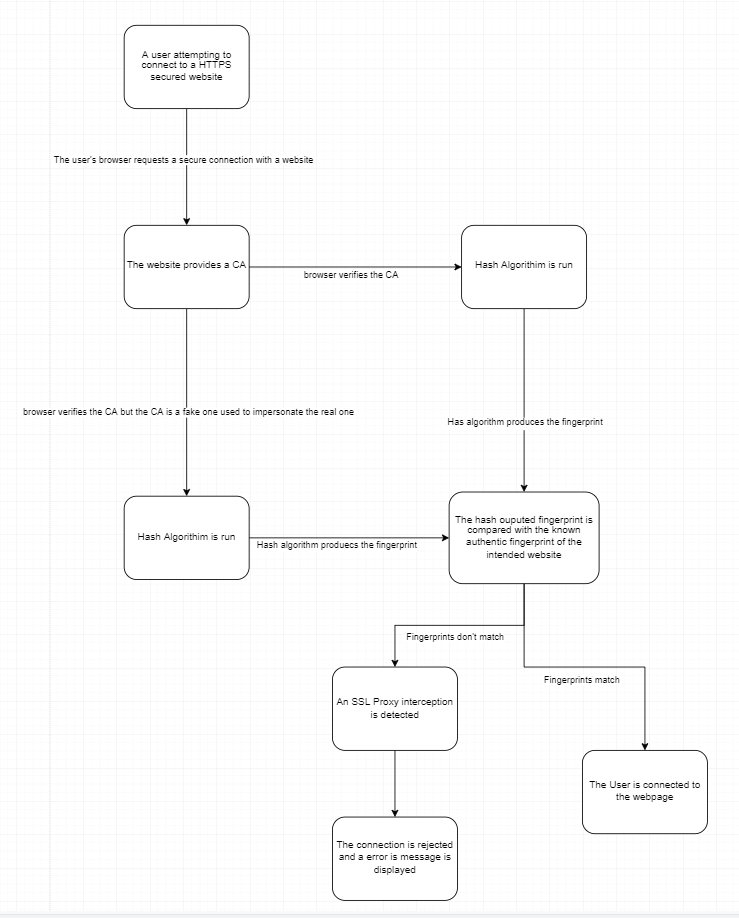 A user attempting to
connect to a HTTPS
secured website
The user's browser requests a secure connection with a website
The website provides a CA
browser verifies the CA
Hash Algorithim is run
browser verifies the CA but the CA is a fake one used to impersonate the real one
Has algorithm produces the fingerprint
Hash Algorithim is run
Hash algorithm produecs the fingerprint
The hash ouputed fingerprint is
compared with the known
authentic fingerprint of the
intended website
Fingerprints don't match
Fingerprints match
An SSL Proxy interception
is detected
The User is connected to
the webpage
The connection is rejected
and a error is message is
displayed